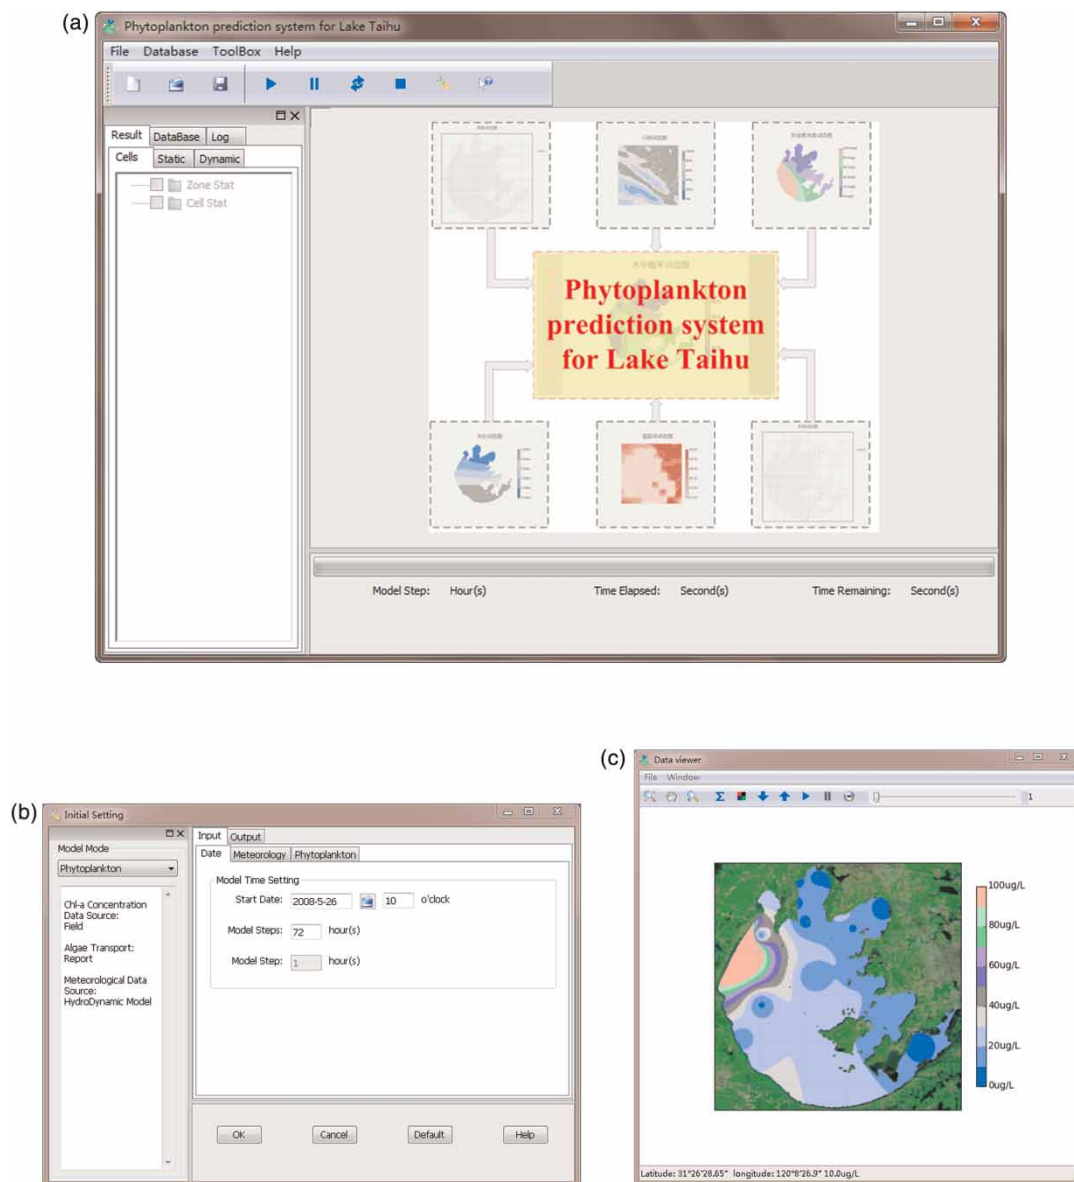 (a)
Phytoplankton prediction system for Lake Taihu
File Database ToolBox Help
Result DataBase Log
Cells Static Dynamic
Zone Stat
Cell Stat
Phytoplankton
prediction system
for Lake Taihu
Model Step: Hour(s) Time Elapsed: Second(s) Time Remaining: Second(s)
(b)
Initial Setting
Model Mode
Phytoplankton
Chl-a Concentration
Data Source:
Field
Algae Transport:
Report
Meteorological Data
Source:
HydroDynamic Model
Input Output
Date Meteorology Phytoplankton
Model Time Setting
Start Date: 2008-5-26 10 o'clock
Model Steps: 72 hour(s)
Model Step: 1 hour(s)
OK Cancel Default Help
(c)
Data viewer
File Window
1
100ug/L
80ug/L
60ug/L
40ug/L
20ug/L
0ug/L
Latitude: 31°26'28.65" longitude: 120°8'26.9" 10.0ug/L